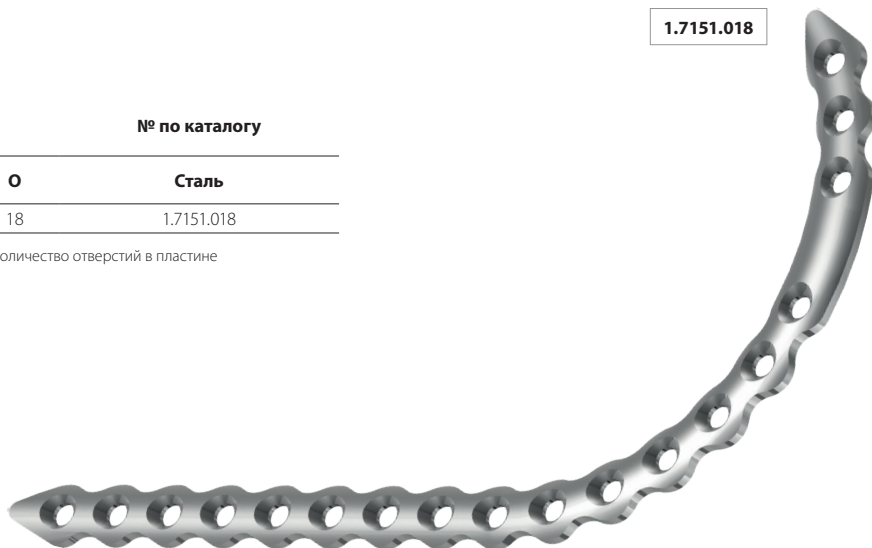 1.7151.018
№ по каталогу
O Сталь
18 1.7151.018
оличество отверстий в пластине